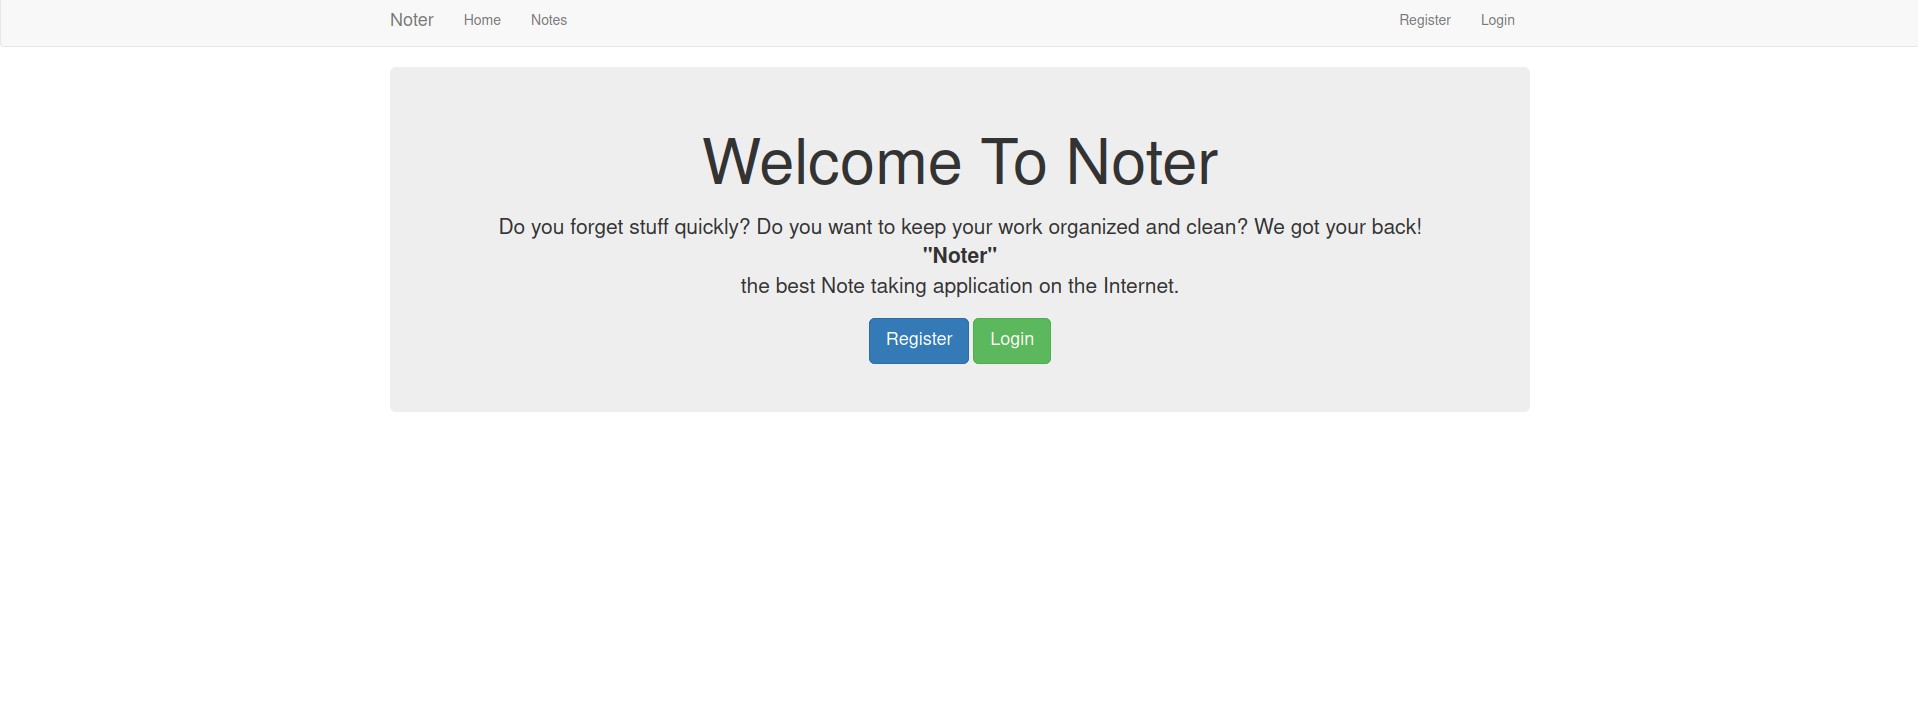 Noter Home Notes Register Login
Welcome To Noter
Do you forget stuff quickly? Do you want to keep your work organized and clean? We got your back!
"Noter"
the best Note taking application on the Internet.
Register Login